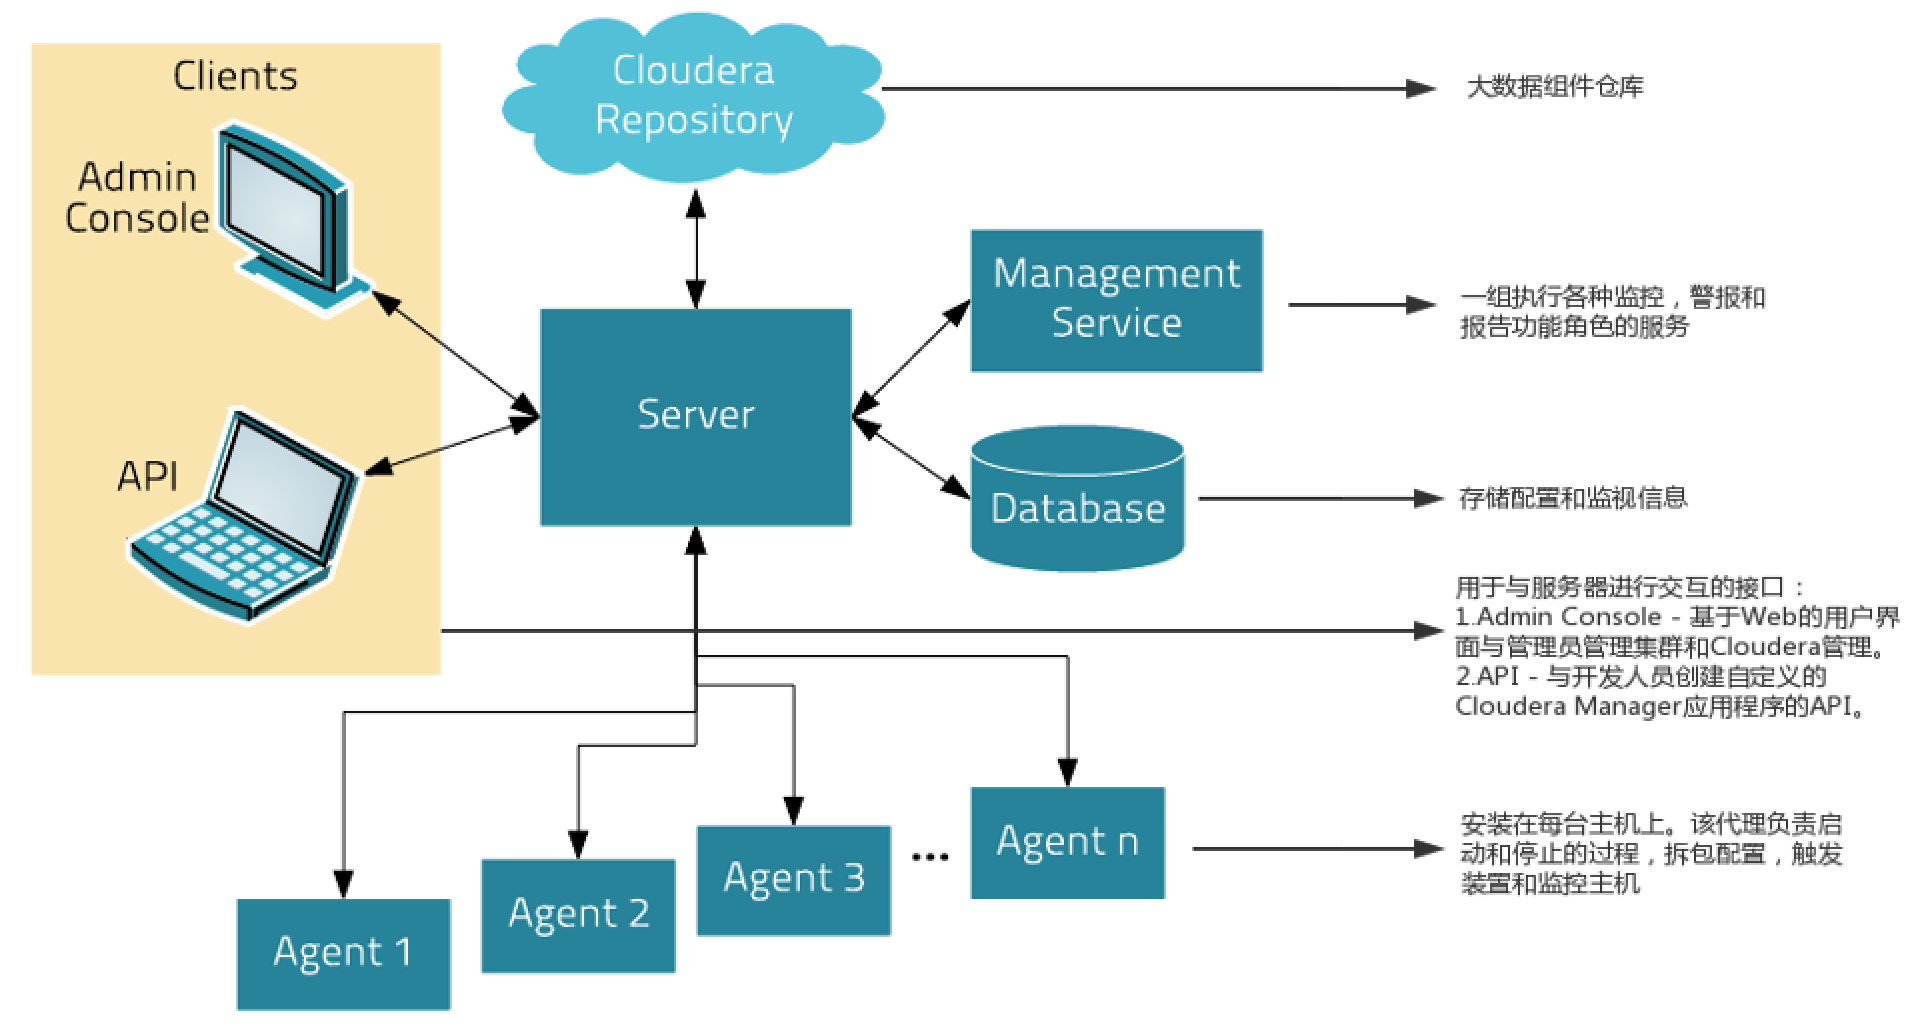 Clients
Admin
Console
API
Cloudera
Repository
大数据组件仓库
Management
Service
一组执行各种监控，警报和
报告功能角色的服务
Server
Database
存储配置和监视信息
用于与服务器进行交互的接口：
1.Admin Console - 基于Web的用户界
面与管理员管理集群和Cloudera管理。
2.API - 与开发人员创建自定义的
Cloudera Manager应用程序的API。
Agent 1
Agent 2
Agent 3
...
Agent n
安装在每台主机上。该代理负责启
动和停止的过程，拆包配置，触发
装置和监控主机